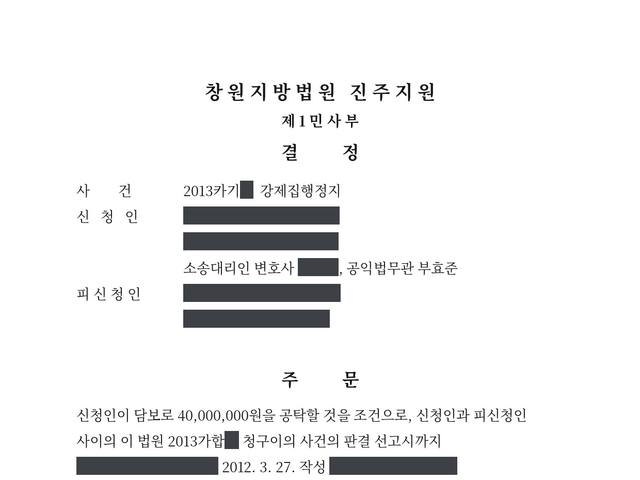 창원지방법원 진주지원
제1민사부
결 정
사 건 2013카기 강제집행정지
신 청 인
소송대리인 변호사 , 공익법무관 부효준
피신청인
주 문
신청인이 담보로 40,000,000원을 공탁할 것을 조건으로, 신청인과 피신청인
사이의 이 법원 2013가합 청구이의 사건의 판결 선고시까지
2012. 3. 27. 작성